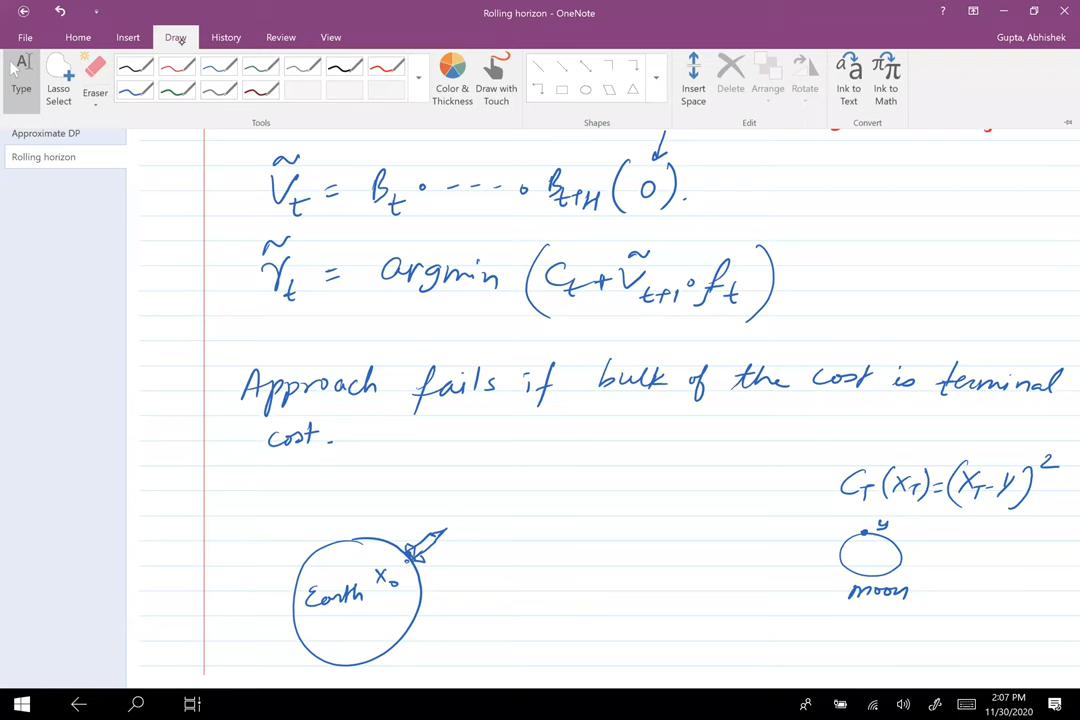 Rolling horizon - OneNote
File Home Insert Draw History Review View
Gupta, Abhishek
Type
Lasso Select
Eraser
Color & Thickness
Draw with Touch
Insert Space
Delete
Arrange
Rotate
Ink to Text
Ink to Math
Tools
Shapes
Edit
Convert
Approximate DP
Rolling horizon
Ṽ_t = B_t ∘ ---- ∘ B_{t+H} (0).
γ̃_t = argmin (C_t + Ṽ_{t+1} ∘ f_t)
Approach fails if bulk of the cost is terminal
cost.
C_T(X_T) = (X_T - y)^2
y
Earth X_0
moon
2:07 PM
11/30/2020